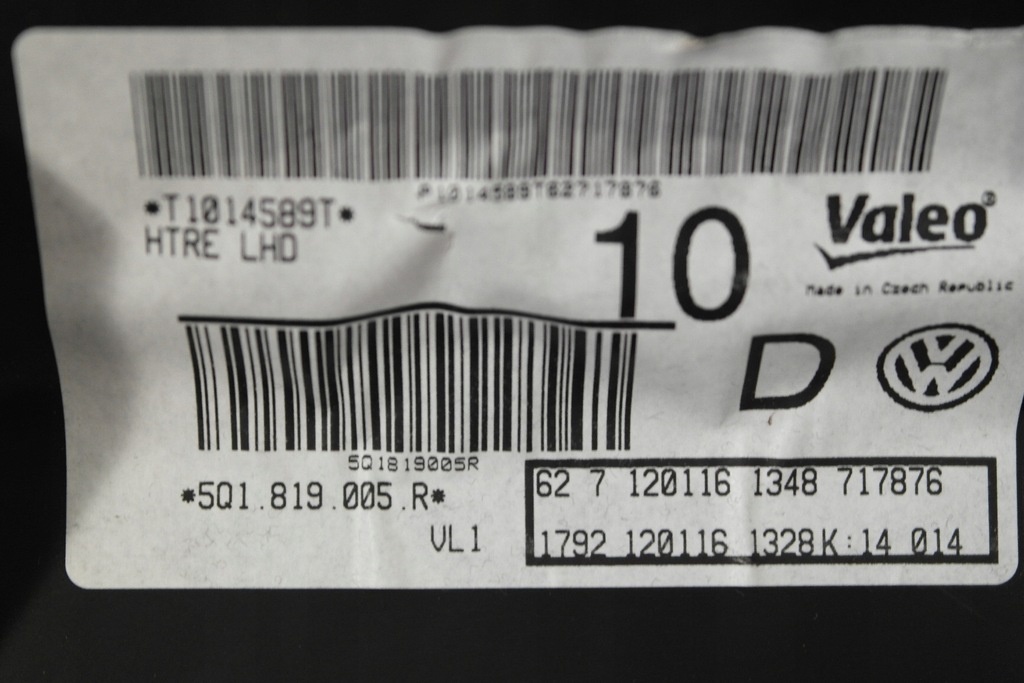 P1014589T62717876
*T1014589T*
HTRE LHD
10
Valeo®
Made in Czech Republic
D
VW
5Q1819005R
*5Q1.819.005.R*
VL1
62 7 120116 1348 717876
1792 120116 1328K:14 014